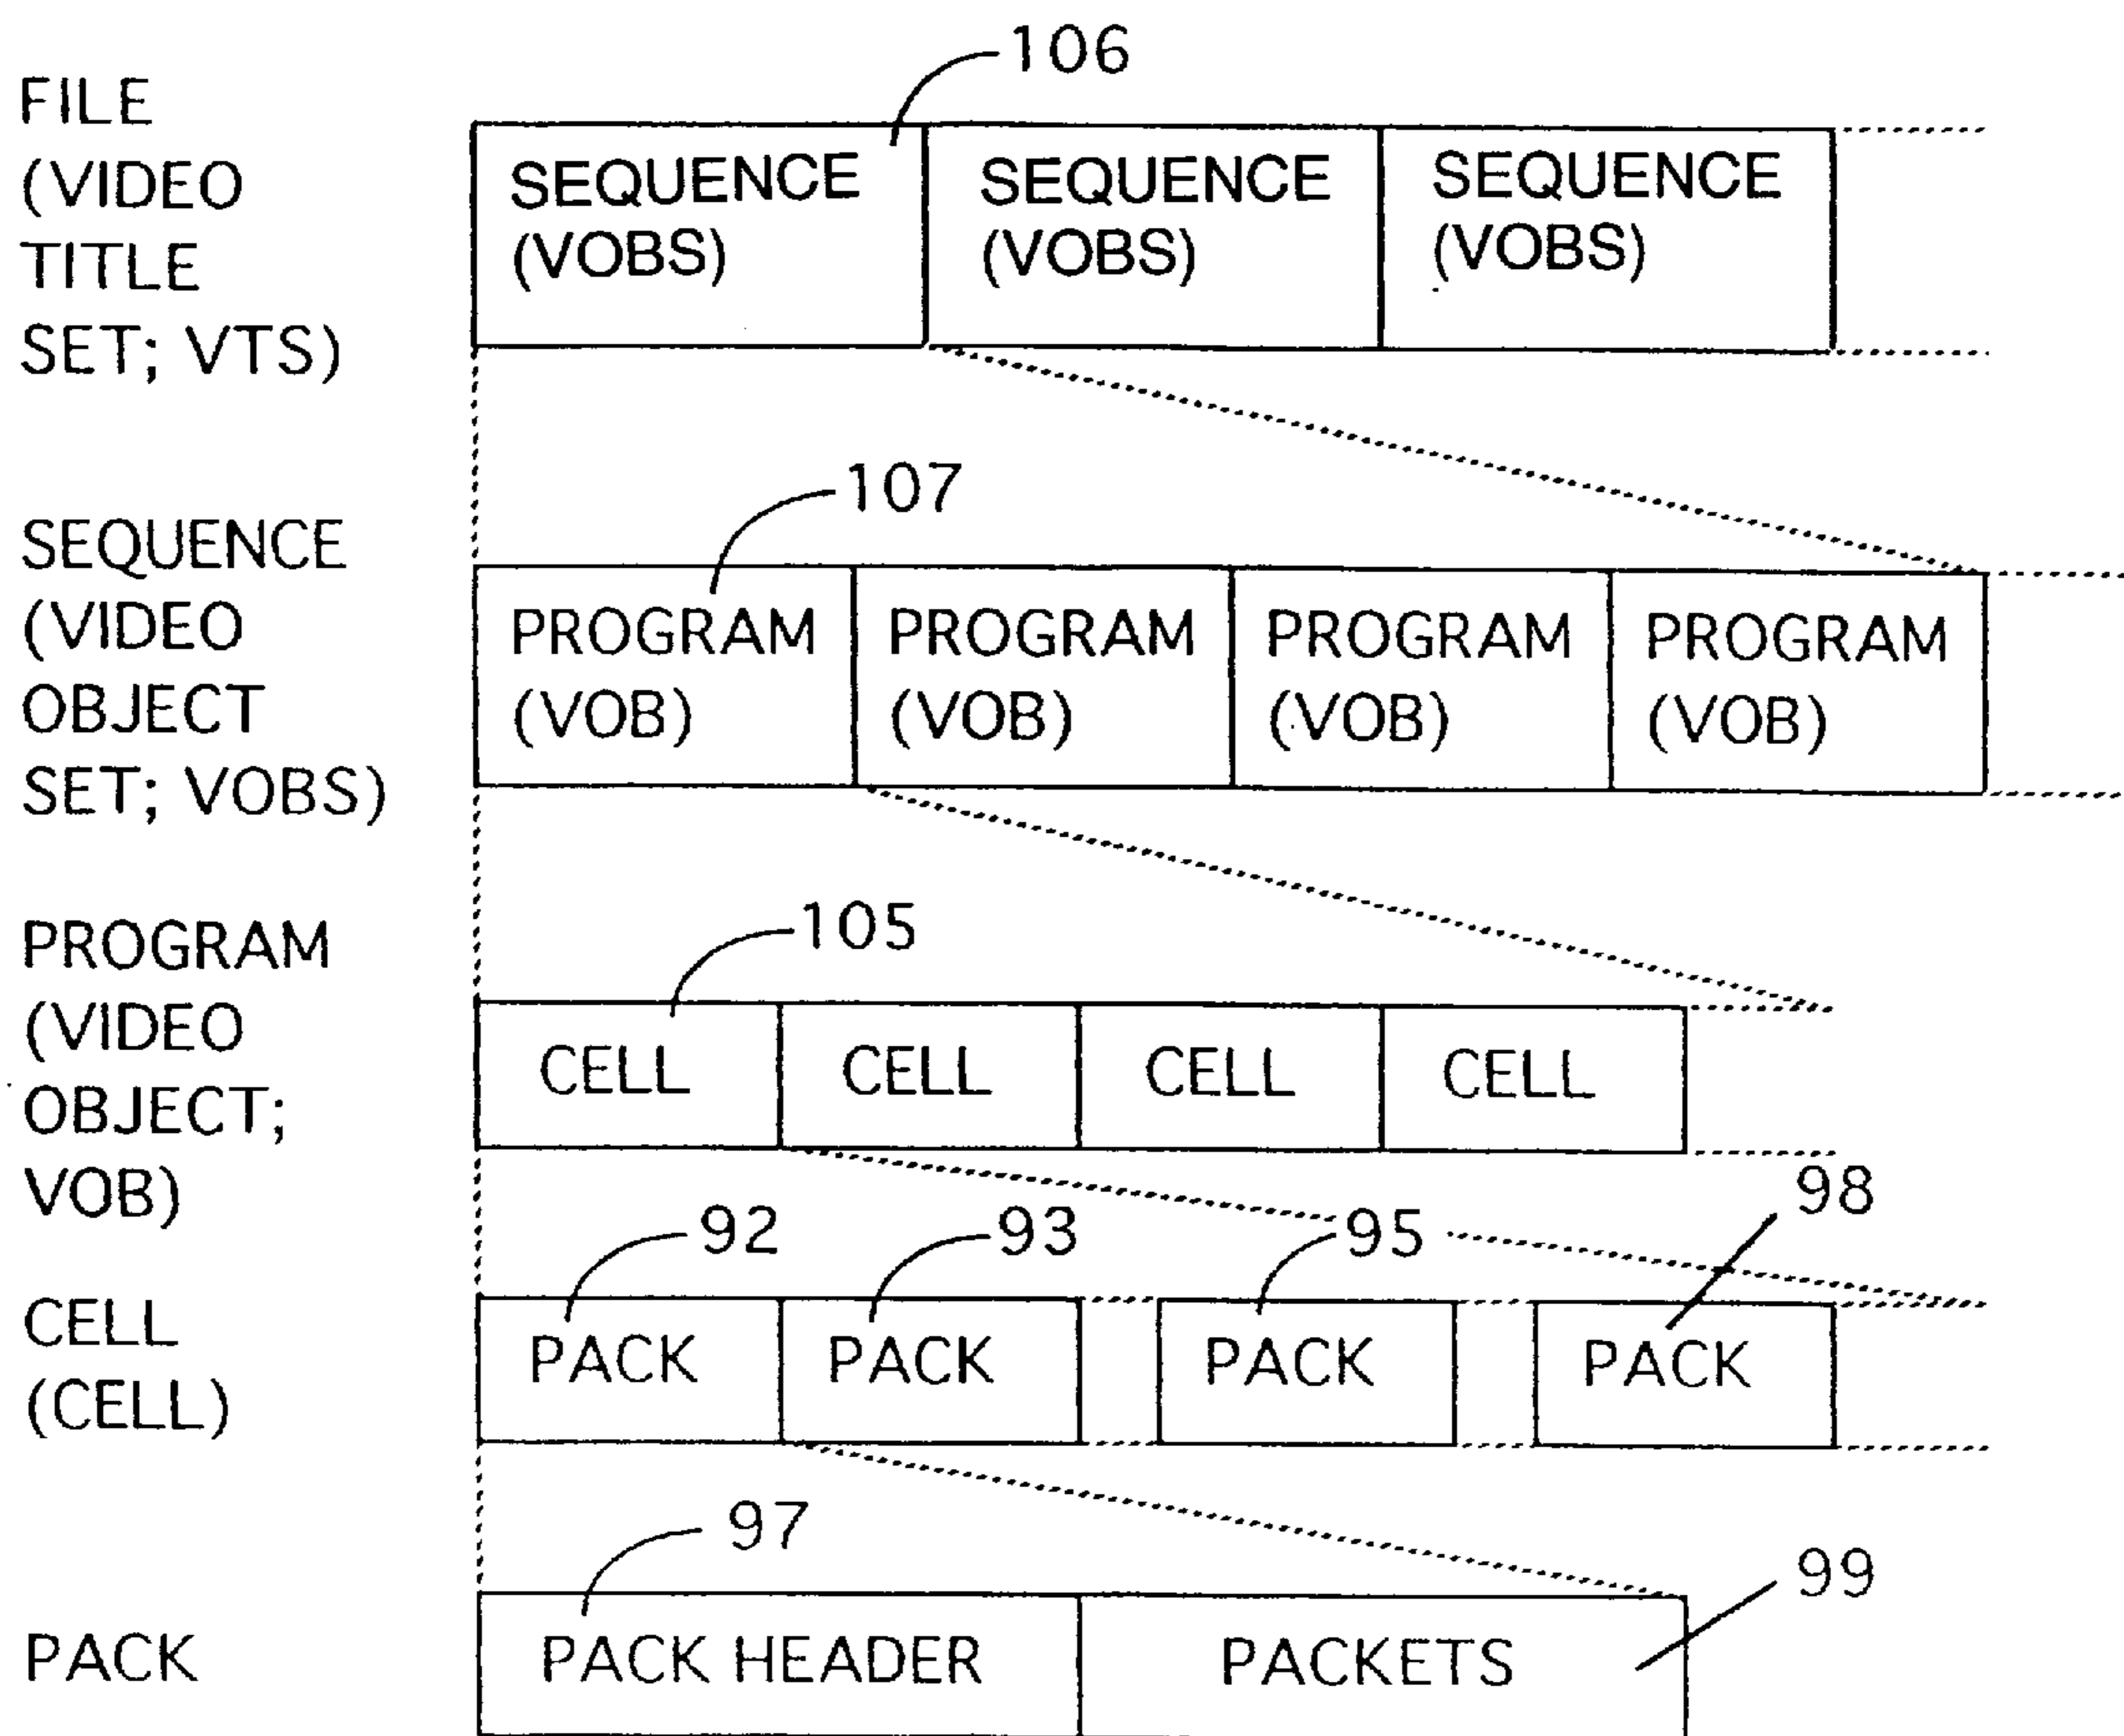 106
FILE
(VIDEO
TITLE
SET; VTS)
SEQUENCE
(VOBS)
SEQUENCE
(VOBS)
SEQUENCE
(VOBS)
107
SEQUENCE
(VIDEO
OBJECT
SET; VOBS)
PROGRAM
(VOB)
PROGRAM
(VOB)
PROGRAM
(VOB)
PROGRAM
(VOB)
105
PROGRAM
(VIDEO
OBJECT;
VOB)
CELL
CELL
CELL
CELL
92
93
95
98
CELL
(CELL)
PACK
PACK
PACK
PACK
97
99
PACK
PACK HEADER
PACKETS